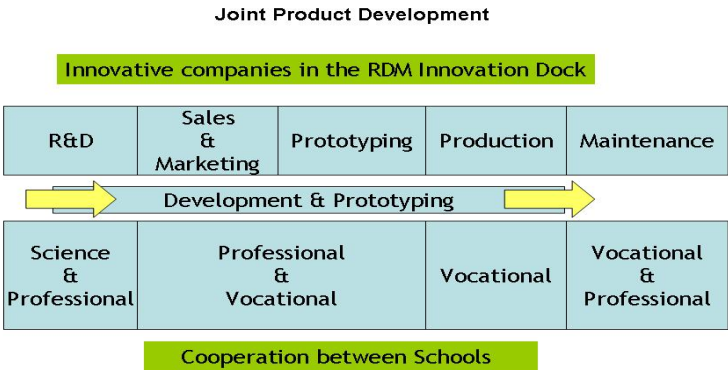 Joint Product Development
Innovative companies in the RDM Innovation Dock
R&D
Sales
&
Marketing
Prototyping
Production
Maintenance
Development & Prototyping
Science
&
Professional
Professional
&
Vocational
Vocational
Vocational
&
Professional
Cooperation between Schools